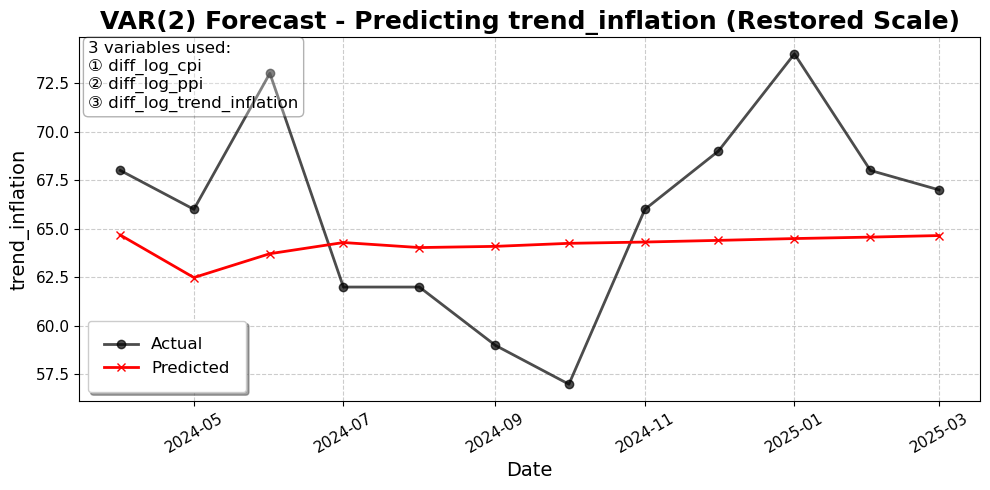 VAR(2) Forecast - Predicting trend_inflation (Restored Scale)
3 variables used:
① diff_log_cpi
② diff_log_ppi
③ diff_log_trend_inflation
trend_inflation
72.5
70.0
67.5
65.0
62.5
60.0
57.5
Actual
Predicted
2024-05
2024-07
2024-09
2024-11
2025-01
2025-03
Date